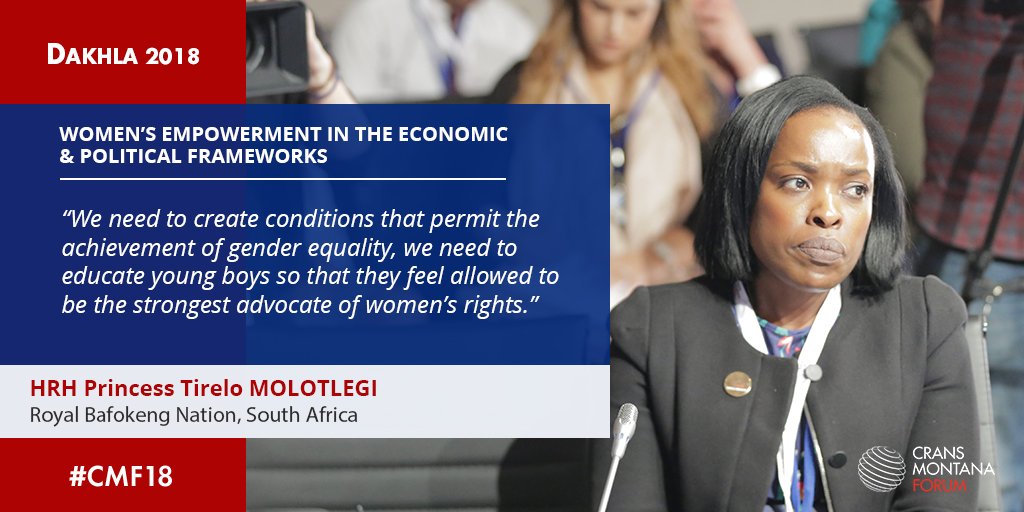 DAKHLA 2018
WOMEN’S EMPOWERMENT IN THE ECONOMIC
& POLITICAL FRAMEWORKS
“We need to create conditions that permit the
achievement of gender equality, we need to
educate young boys so that they feel allowed to
be the strongest advocate of women’s rights.”
HRH Princess Tirelo MOLOTLEGI
Royal Bafokeng Nation, South Africa
#CMF18
CRANS
MONTANA
FORUM